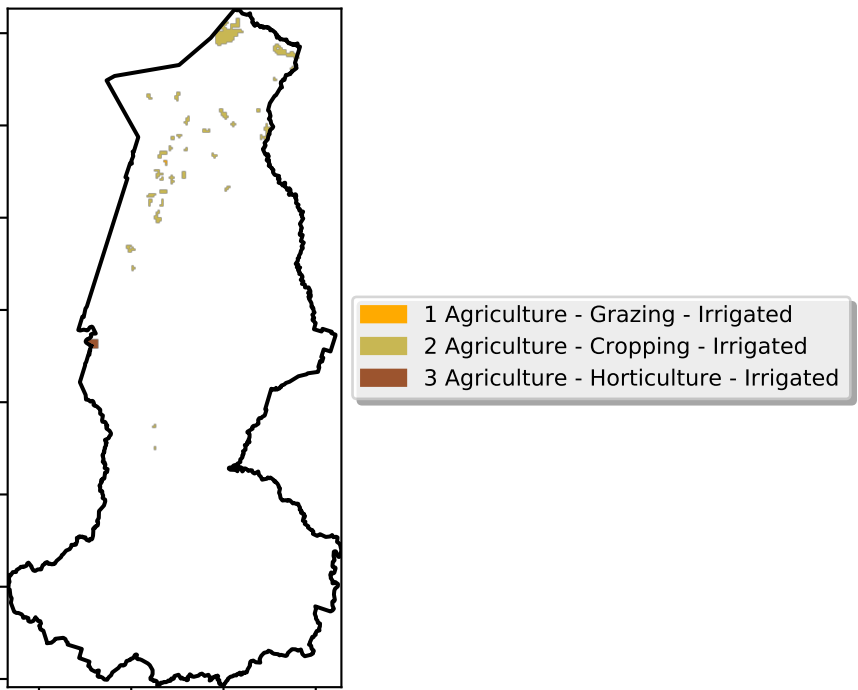 1 Agriculture - Grazing - Irrigated
2 Agriculture - Cropping - Irrigated
3 Agriculture - Horticulture - Irrigated